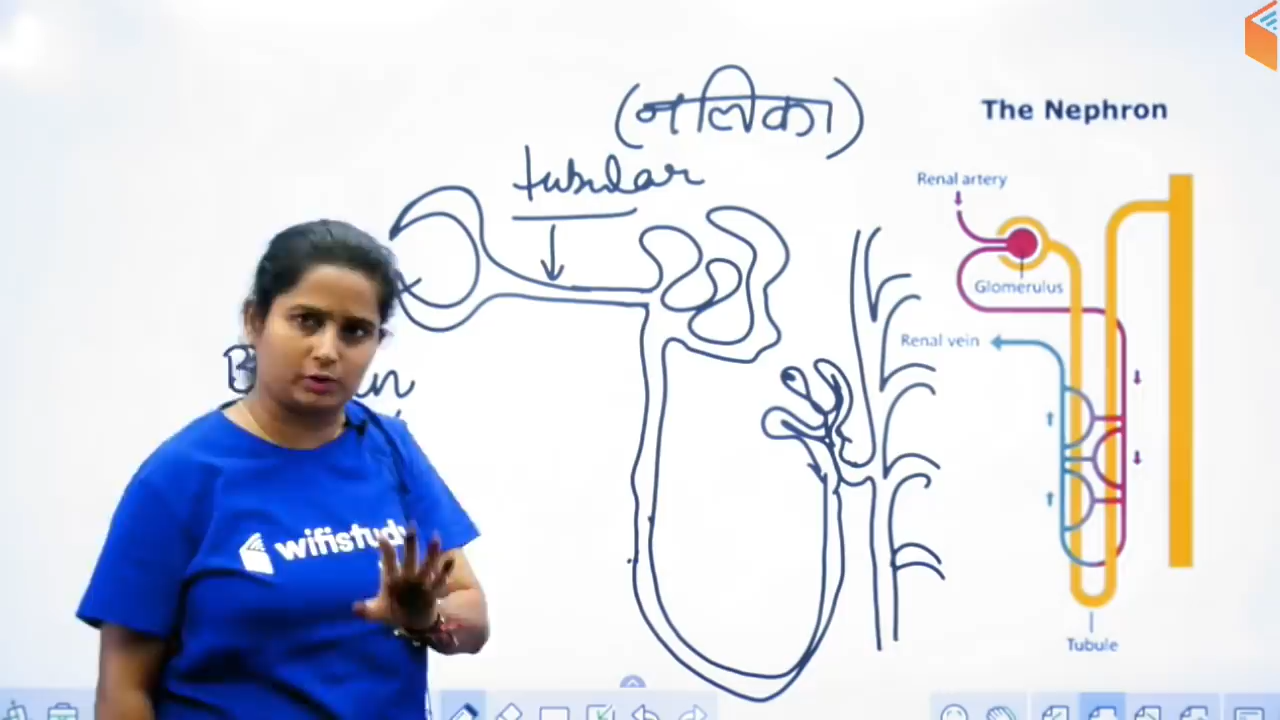 (नलिका)
tubular
The Nephron
Renal artery
Glomerulus
Renal vein
Tubule
wifistudy